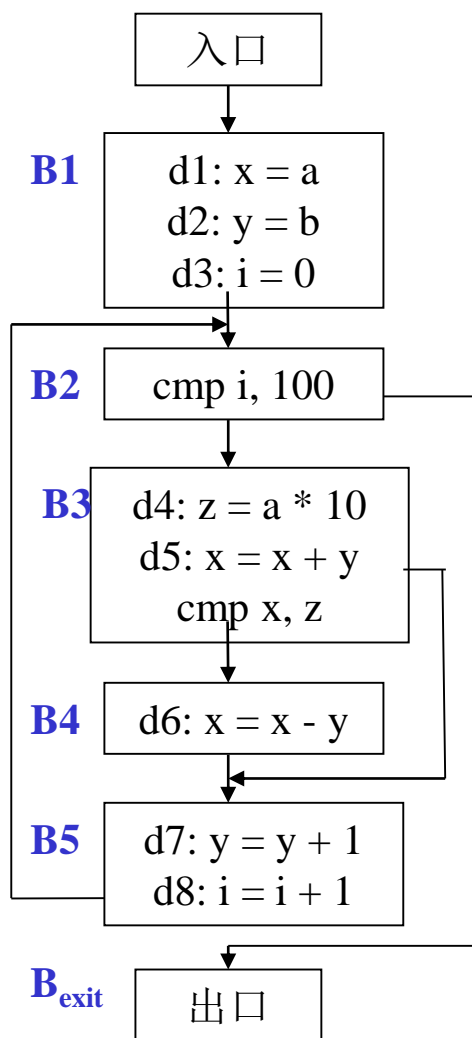 入口
B1
d1: x = a
d2: y = b
d3: i = 0
B2
cmp i, 100
B3
d4: z = a * 10
d5: x = x + y
cmp x, z
B4
d6: x = x - y
B5
d7: y = y + 1
d8: i = i + 1
Bexit
出口